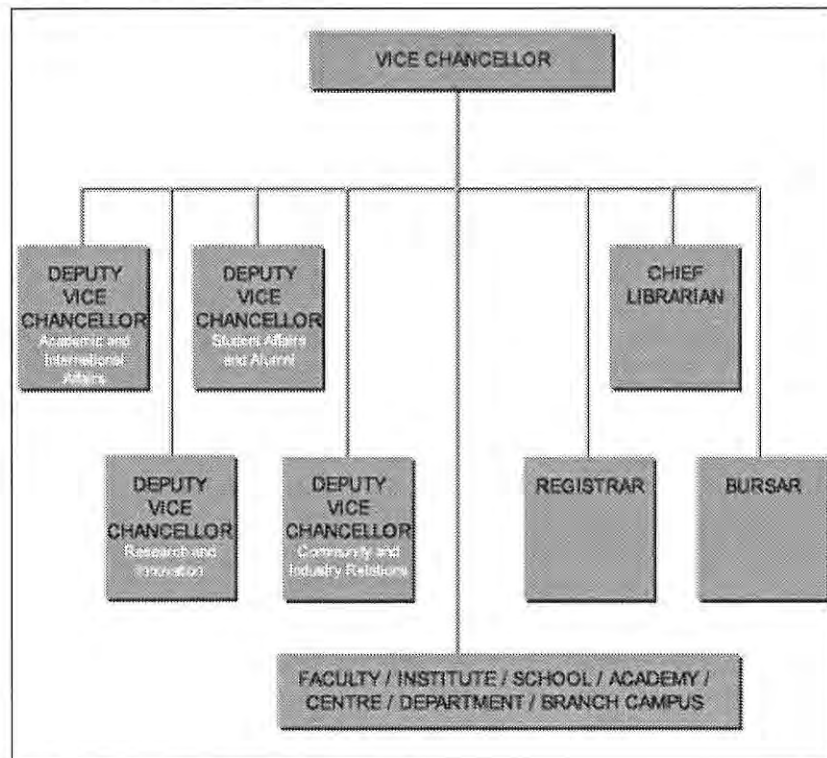 VICE CHANCELLOR
DEPUTY
VICE
CHANCELLOR
Academic and
International
Affairs
DEPUTY
VICE
CHANCELLOR
Student Affairs
and Alumni
CHIEF
LIBRARIAN
DEPUTY
VICE
CHANCELLOR
Research and
Innovation
DEPUTY
VICE
CHANCELLOR
Community and
Industry Relations
REGISTRAR
BURSAR
FACULTY / INSTITUTE / SCHOOL / ACADEMY /
CENTRE / DEPARTMENT / BRANCH CAMPUS